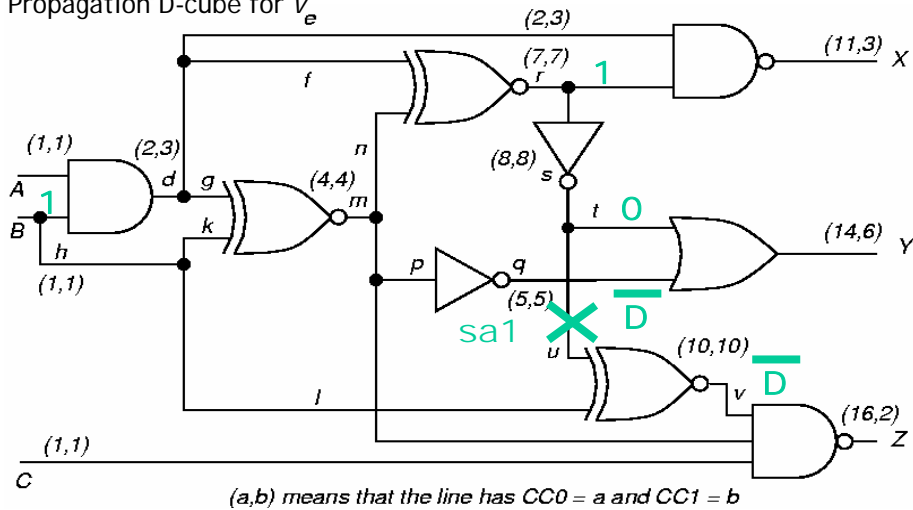 Propagation D-cube for v
e
(2,3)
(11,3)
X
f
(7,7)
r
1
(1,1)
(2,3)
n
(8,8)
s
A
1
d
g
(4,4)
m
t
0
B
k
(14,6)
Y
h
(1,1)
p
q
(5,5)
D
sa1
u
(10,10)
D
l
v
(16,2)
Z
(1,1)
C
(a,b) means that the line has CC0 = a and CC1 = b